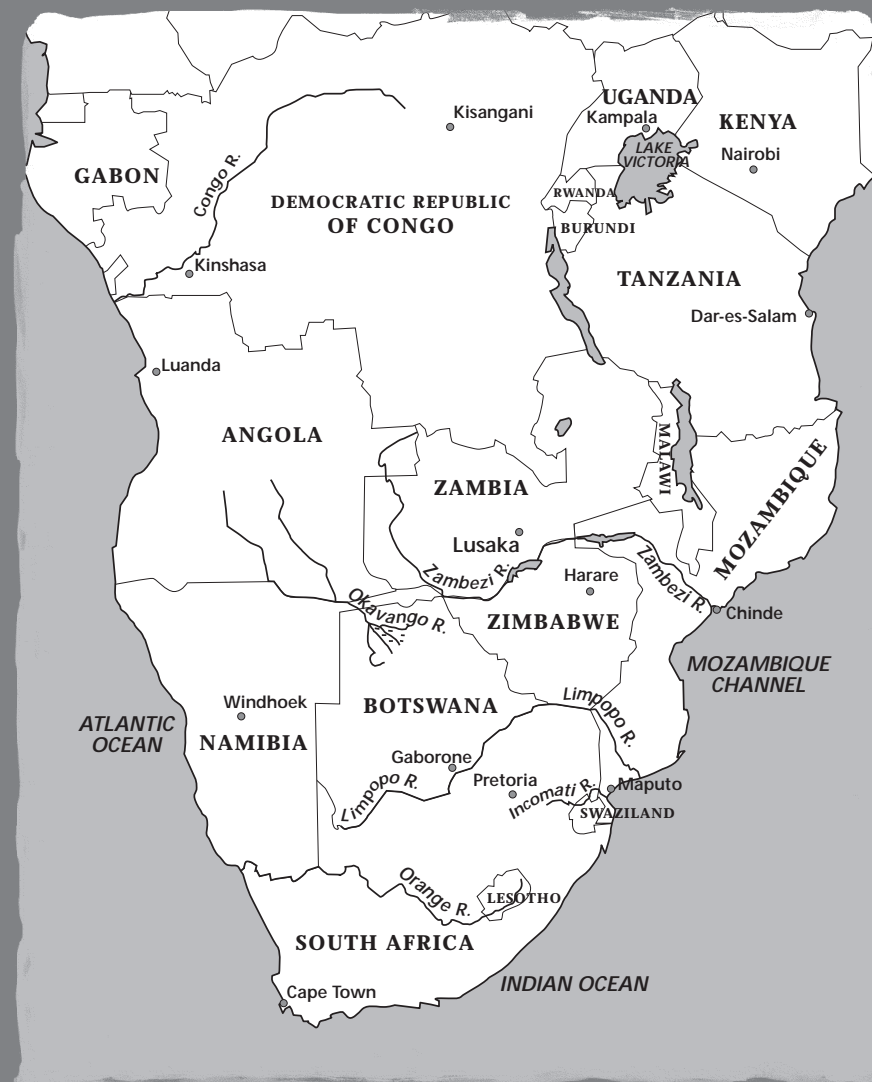 Kisangani
UGANDA
Kampala
KENYA
LAKE
VICTORIA
Nairobi
GABON
Congo R.
RWANDA
DEMOCRATIC REPUBLIC
OF CONGO
BURUNDI
Kinshasa
TANZANIA
Dar-es-Salam
Luanda
ANGOLA
MALAWI
ZAMBIA
MOZAMBIQUE
Lusaka
Zambezi R.
Harare
Zambezi R.
Okavango R.
Chinde
ZIMBABWE
MOZAMBIQUE
CHANNEL
Windhoek
BOTSWANA
Limpopo R.
ATLANTIC
OCEAN
NAMIBIA
Gaborone
Limpopo R.
Pretoria
Incomati R.
Maputo
SWAZILAND
Orange R.
LESOTHO
SOUTH AFRICA
INDIAN OCEAN
Cape Town